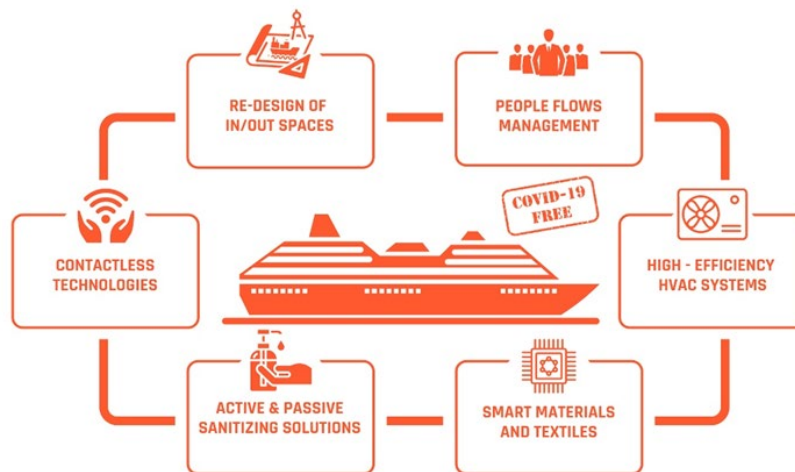 RE-DESIGN OF
IN/OUT SPACES
PEOPLE FLOWS
MANAGEMENT
COVID-19
FREE
CONTACTLESS
TECHNOLOGIES
HIGH - EFFICIENCY
HVAC SYSTEMS
ACTIVE & PASSIVE
SANITIZING SOLUTIONS
SMART MATERIALS
AND TEXTILES